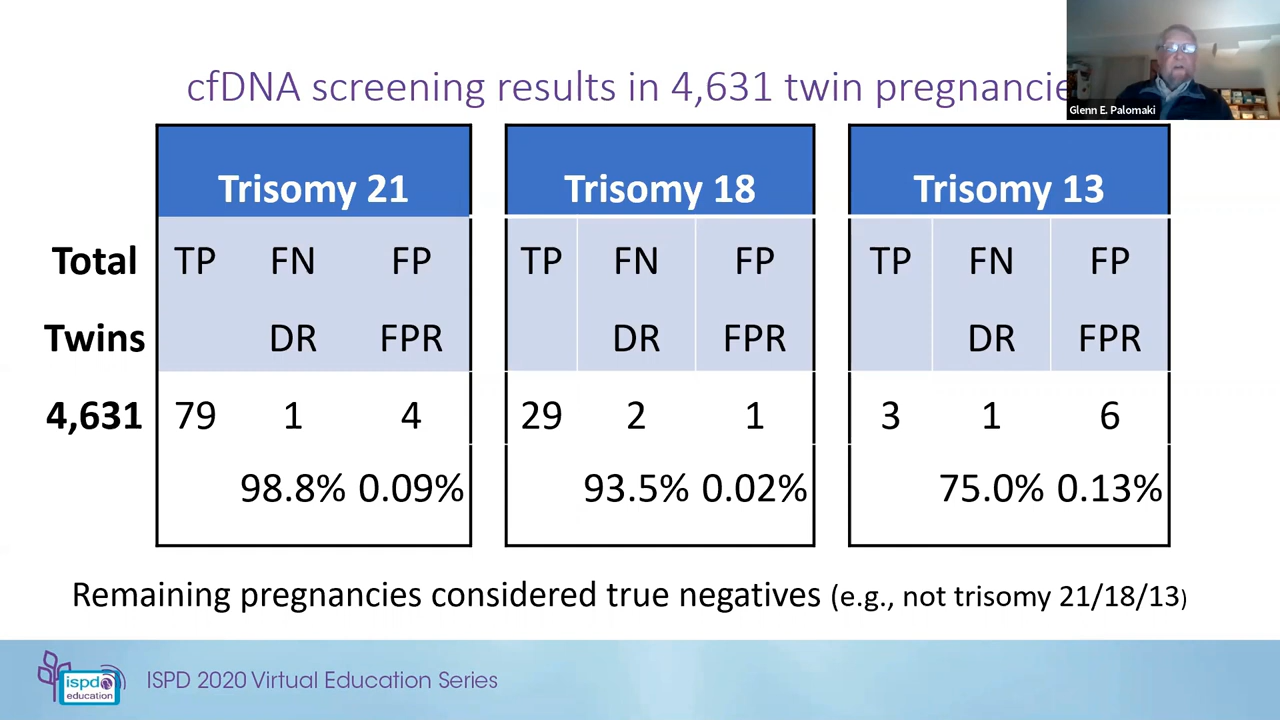 cfDNA screening results in 4,631 twin pregnancie
Glenn E. Palomaki
Trisomy 21 Trisomy 18 Trisomy 13
Total TP FN FP TP FN FP TP FN FP
Twins DR FPR DR FPR DR FPR
4,631 79 1 4 29 2 1 3 1 6
98.8% 0.09% 93.5% 0.02% 75.0% 0.13%
Remaining pregnancies considered true negatives (e.g., not trisomy 21/18/13)
ispd education
ISPD 2020 Virtual Education Series